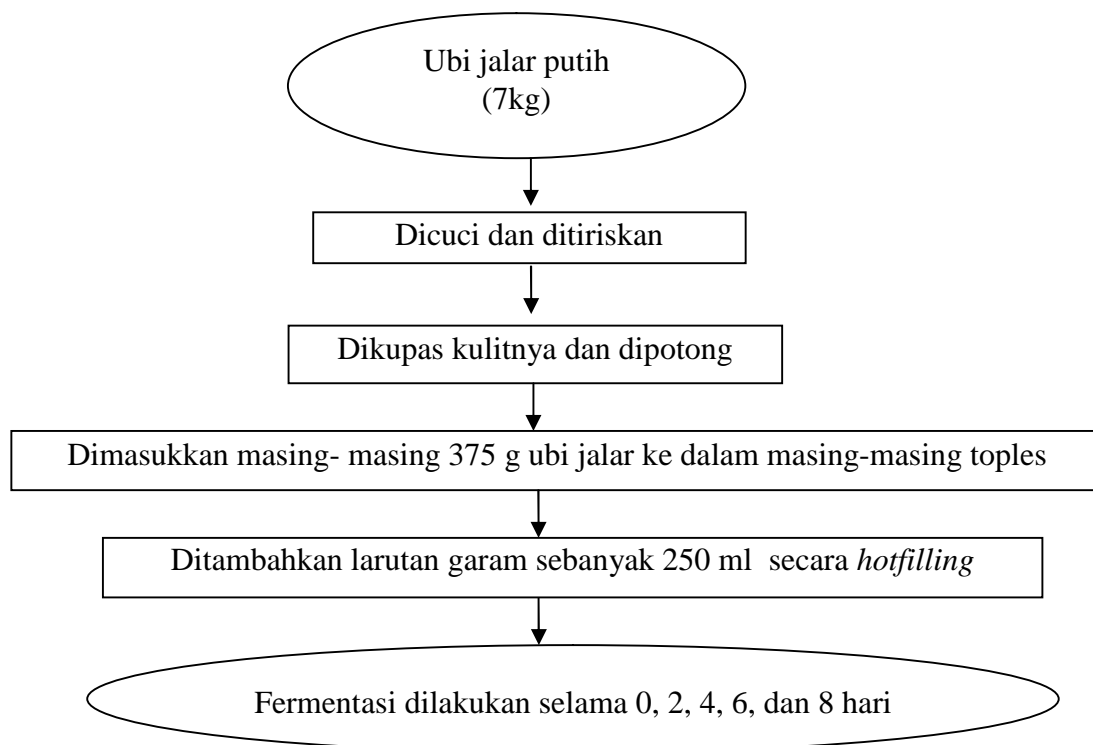 Ubi jalar putih
(7kg)
Dicuci dan ditiriskan
Dikupas kulitnya dan dipotong
Dimasukkan masing- masing 375 g ubi jalar ke dalam masing-masing toples
Ditambahkan larutan garam sebanyak 250 ml secara hotfilling
Fermentasi dilakukan selama 0, 2, 4, 6, dan 8 hari